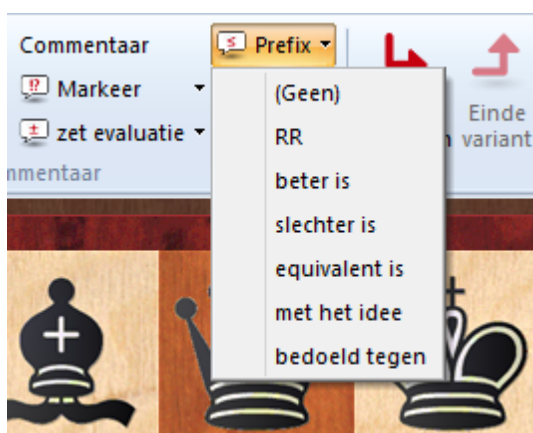 Commentaar
Prefix
Markeer
zet evaluatie
Einde
variant
mmentaar
(Geen)
RR
beter is
slechter is
equivalent is
met het idee
bedoeld tegen